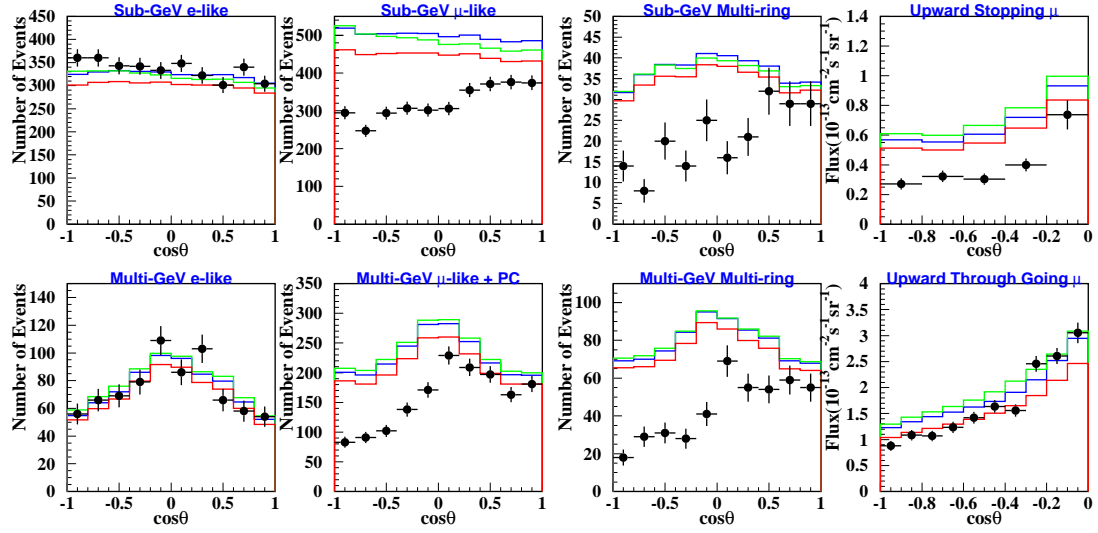 Sub-GeV e-like
Number of Events
450
400
350
300
250
200
150
100
50
0
-1 -0.5 0 0.5 1
cosθ
Sub-GeV μ-like
Number of Events
500
400
300
200
100
0
-1 -0.5 0 0.5 1
cosθ
Sub-GeV Multi-ring
Number of Events
50
45
40
35
30
25
20
15
10
5
0
-1 -0.5 0 0.5 1
cosθ
Upward Stopping μ
Flux(10⁻¹³cm⁻²s⁻¹sr⁻¹)
1.4
1.2
1
0.8
0.6
0.4
0.2
0
-1 -0.8 -0.6 -0.4 -0.2 0
cosθ
Multi-GeV e-like
Number of Events
140
120
100
80
60
40
20
0
-1 -0.5 0 0.5 1
cosθ
Multi-GeV μ-like + PC
Number of Events
350
300
250
200
150
100
50
0
-1 -0.5 0 0.5 1
cosθ
Multi-GeV Multi-ring
Number of Events
100
80
60
40
20
0
-1 -0.5 0 0.5 1
cosθ
Upward Through Going μ
Flux(10⁻¹³cm⁻²s⁻¹sr⁻¹)
4
3.5
3
2.5
2
1.5
1
0.5
0
-1 -0.8 -0.6 -0.4 -0.2 0
cosθ